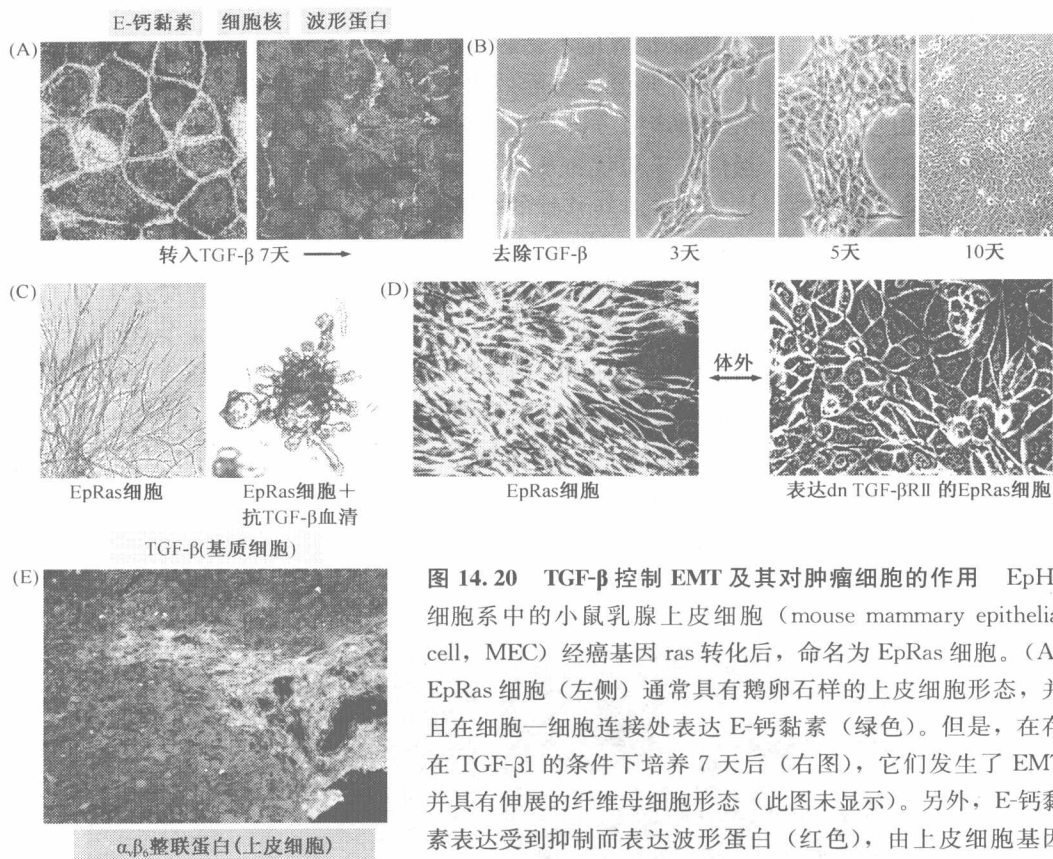 E-钙黏素 细胞核 波形蛋白
(A)
(B)
转入TGF-β 7天
去除TGF-β 3天 5天 10天
(C)
(D)
体外
EpRas细胞
EpRas细胞+
抗TGF-β血清
EpRas细胞
表达dn TGF-βRII 的EpRas细胞
TGF-β(基质细胞)
(E)
αvβ6整联蛋白(上皮细胞)
图 14.20 TGF-β 控制 EMT 及其对肿瘤细胞的作用 EpH
细胞系中的小鼠乳腺上皮细胞（mouse mammary epithelia
cell，MEC）经癌基因 ras 转化后，命名为 EpRas 细胞。（A
EpRas 细胞（左侧）通常具有鹅卵石样的上皮细胞形态，并
且在细胞—细胞连接处表达 E-钙黏素（绿色）。但是，在存
在 TGF-β1 的条件下培养 7 天后（右图），它们发生了 EMT
并具有伸展的纤维母细胞形态（此图未显示）。另外，E-钙黏
素表达受到抑制而表达波形蛋白（红色），由上皮细胞基因